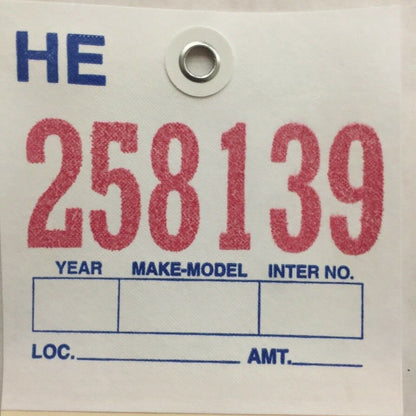 HE
258139
YEAR MAKE-MODEL INTER NO.
LOC. AMT.